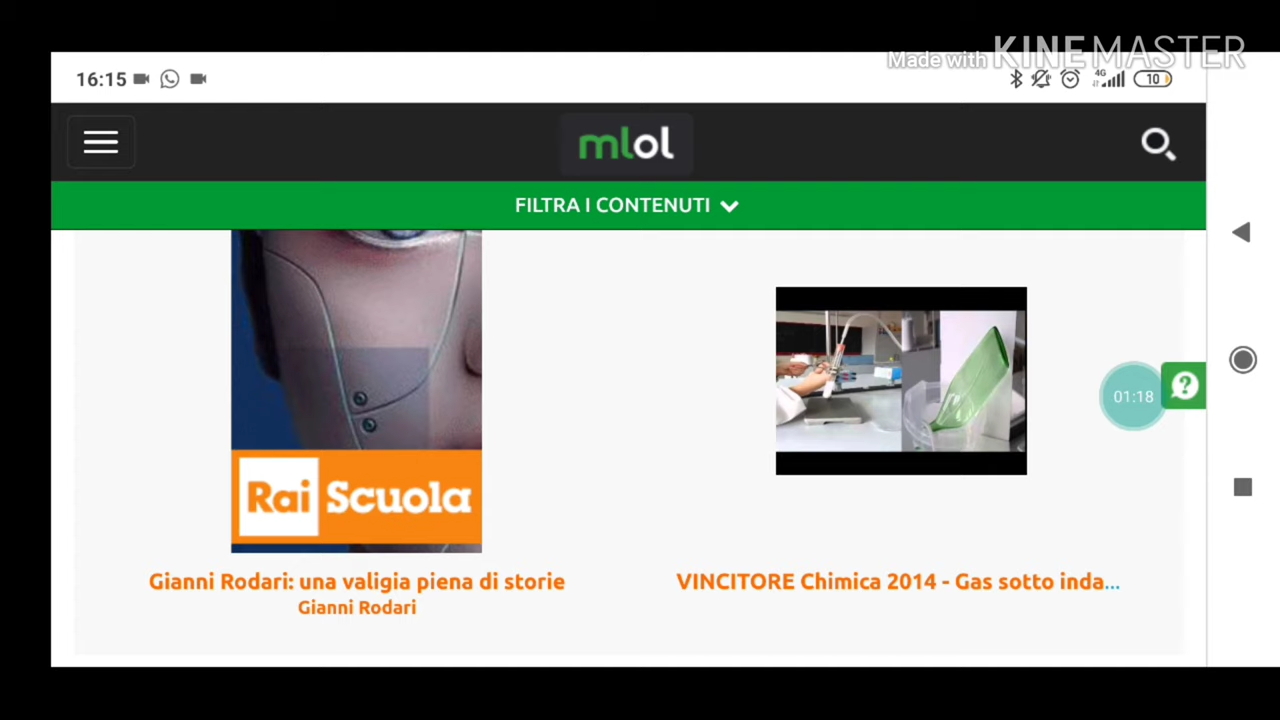 Made with KINEMASTER
16:15
4G
10
mlol
FILTRA I CONTENUTI
01:18
?
Rai Scuola
Gianni Rodari: una valigia piena di storie
Gianni Rodari
VINCITORE Chimica 2014 - Gas sotto inda...